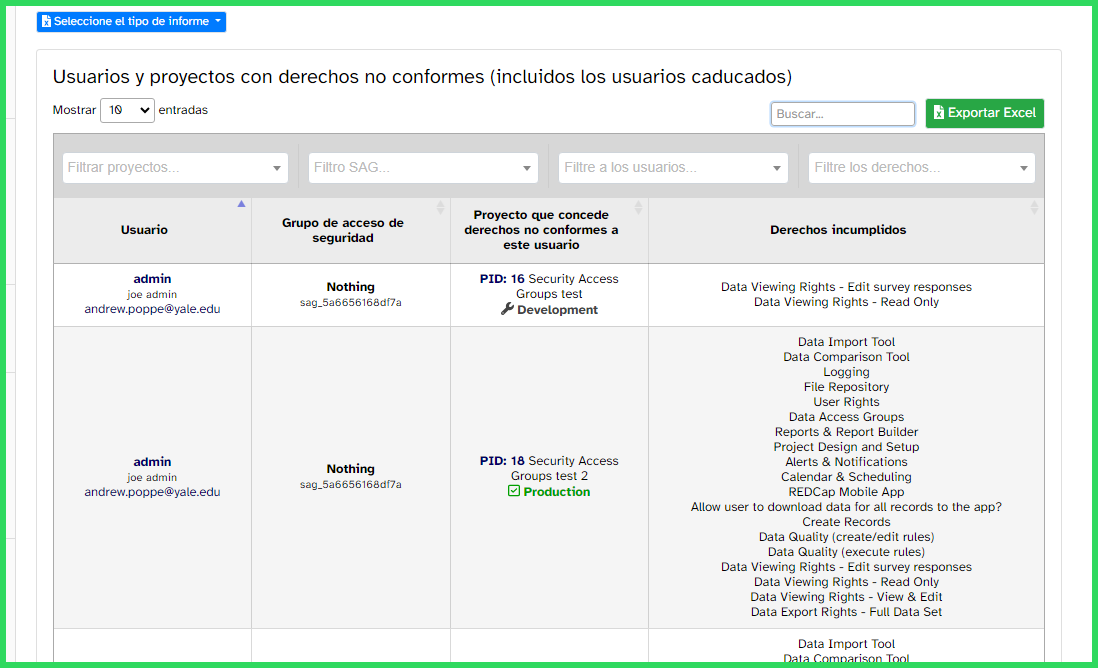 Seleccione el tipo de informe
Usuarios y proyectos con derechos no conformes (incluidos los usuarios caducados)
Mostrar 10 entradas
Buscar...
Exportar Excel
Filtrar proyectos...
Filtro SAG...
Filtre a los usuarios...
Filtre los derechos...
Usuario
Grupo de acceso de
seguridad
Proyecto que concede
derechos no conformes a
este usuario
Derechos incumplidos
admin
joe admin
andrew.poppe@yale.edu
Nothing
sag_5a6656168df7a
PID: 16 Security Access
Groups test
Development
Data Viewing Rights - Edit survey responses
Data Viewing Rights - Read Only
admin
joe admin
andrew.poppe@yale.edu
Nothing
sag_5a6656168df7a
PID: 18 Security Access
Groups test 2
Production
Data Import Tool
Data Comparison Tool
Logging
File Repository
User Rights
Data Access Groups
Reports & Report Builder
Project Design and Setup
Alerts & Notifications
Calendar & Scheduling
REDCap Mobile App
Allow user to download data for all records to the app?
Create Records
Data Quality (create/edit rules)
Data Quality (execute rules)
Data Viewing Rights - Edit survey responses
Data Viewing Rights - Read Only
Data Viewing Rights - View & Edit
Data Export Rights - Full Data Set
Data Import Tool
Data Comparison Tool